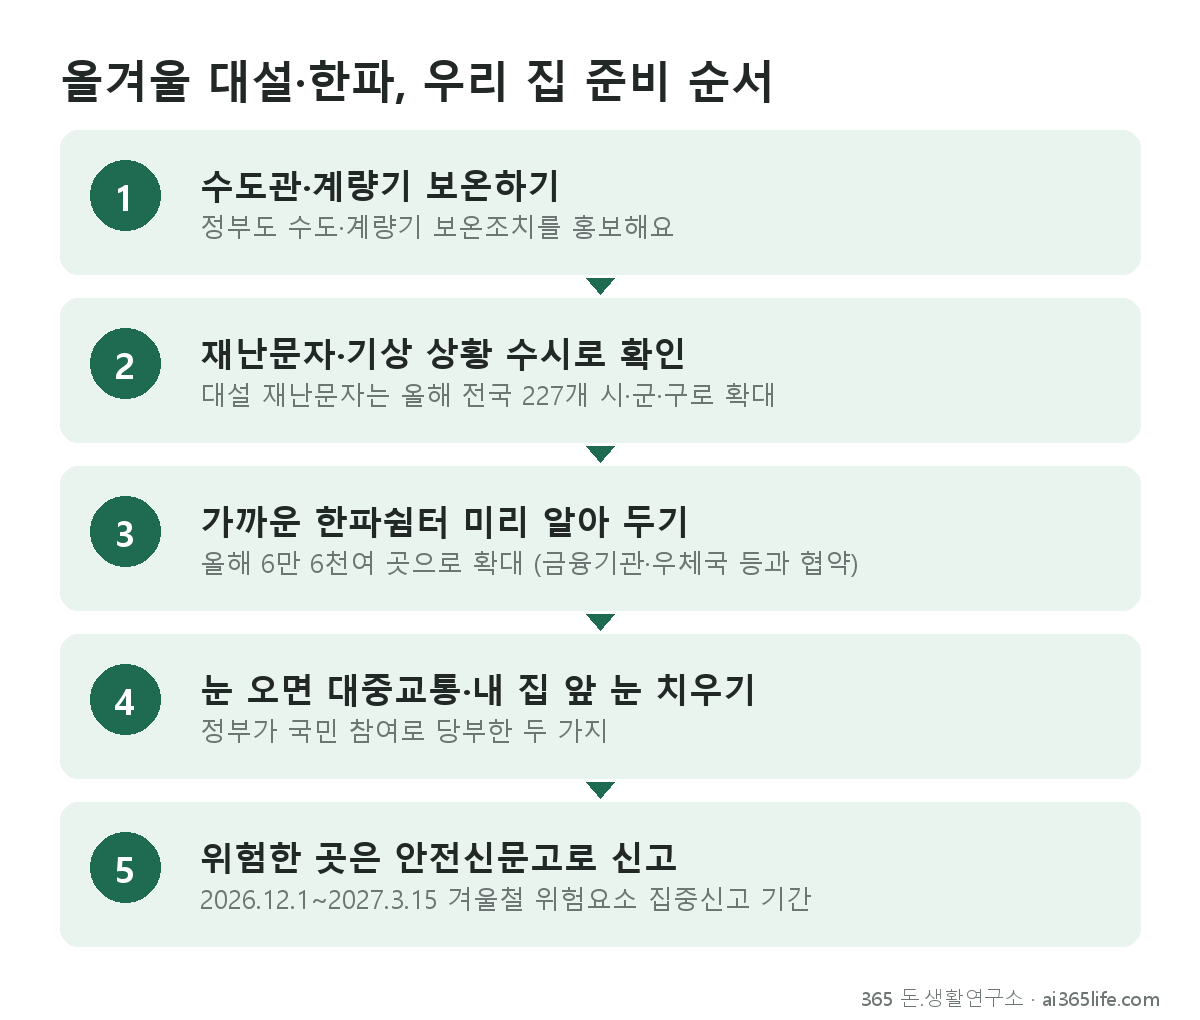 올겨울 대설·한파, 우리 집 준비 순서
1
수도관·계량기 보온하기
정부도 수도·계량기 보온조치를 홍보해요
2
재난문자·기상 상황 수시로 확인
대설 재난문자는 올해 전국 227개 시·군·구로 확대
3
가까운 한파쉼터 미리 알아 두기
올해 6만 6천여 곳으로 확대 (금융기관·우체국 등과 협약)
4
눈 오면 대중교통·내 집 앞 눈 치우기
정부가 국민 참여로 당부한 두 가지
5
위험한 곳은 안전신문고로 신고
2026.12.1~2027.3.15 겨울철 위험요소 집중신고 기간
365 돈.생활연구소 · ai365life.com